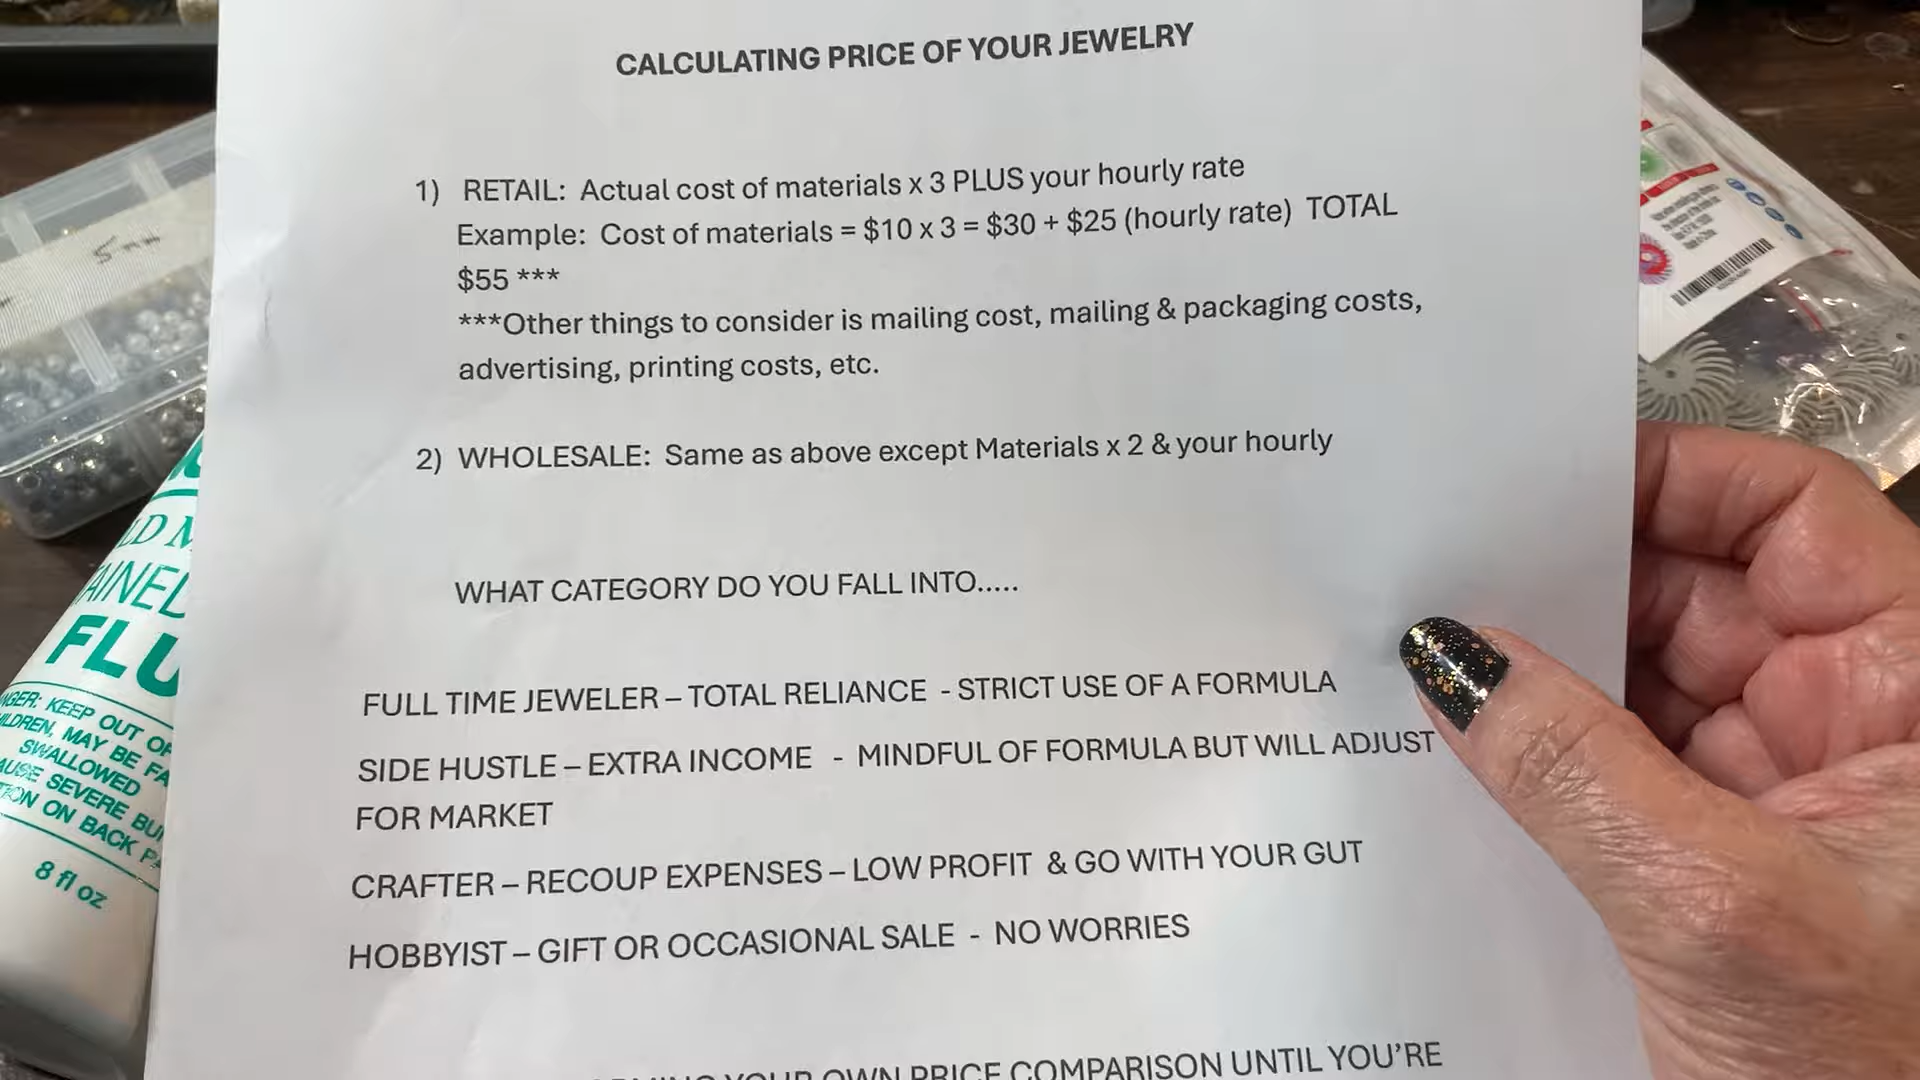 CALCULATING PRICE OF YOUR JEWELRY
1) RETAIL: Actual cost of materials x 3 PLUS your hourly rate
Example: Cost of materials = $10 x 3 = $30 + $25 (hourly rate) TOTAL
$55 ***
***Other things to consider is mailing cost, mailing & packaging costs,
advertising, printing costs, etc.
2) WHOLESALE: Same as above except Materials x 2 & your hourly
WHAT CATEGORY DO YOU FALL INTO.....
FULL TIME JEWELER – TOTAL RELIANCE - STRICT USE OF A FORMULA
SIDE HUSTLE – EXTRA INCOME - MINDFUL OF FORMULA BUT WILL ADJUST
FOR MARKET
CRAFTER – RECOUP EXPENSES – LOW PROFIT & GO WITH YOUR GUT
HOBBYIST – GIFT OR OCCASIONAL SALE - NO WORRIES
YOUR OWN PRICE COMPARISON UNTIL YOU'RE
5mm
FLU
KEEP OUT OF
MAY BE FA
SWALLOWED
SEVERE BU
ON BACK
8 fl oz